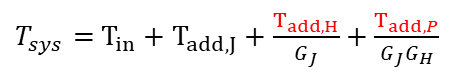 T_sys = T_in + T_add,J + T_add,H / G_J + T_add,P / G_J G_H